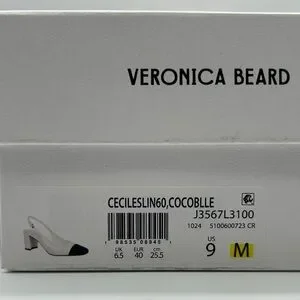 VERONICA BEARD
CECILESLIN60,COCOBLLE
J3567L3100
1024 5100600723 CR
UK EUR cm
6.5 40 25.5
US
9 M